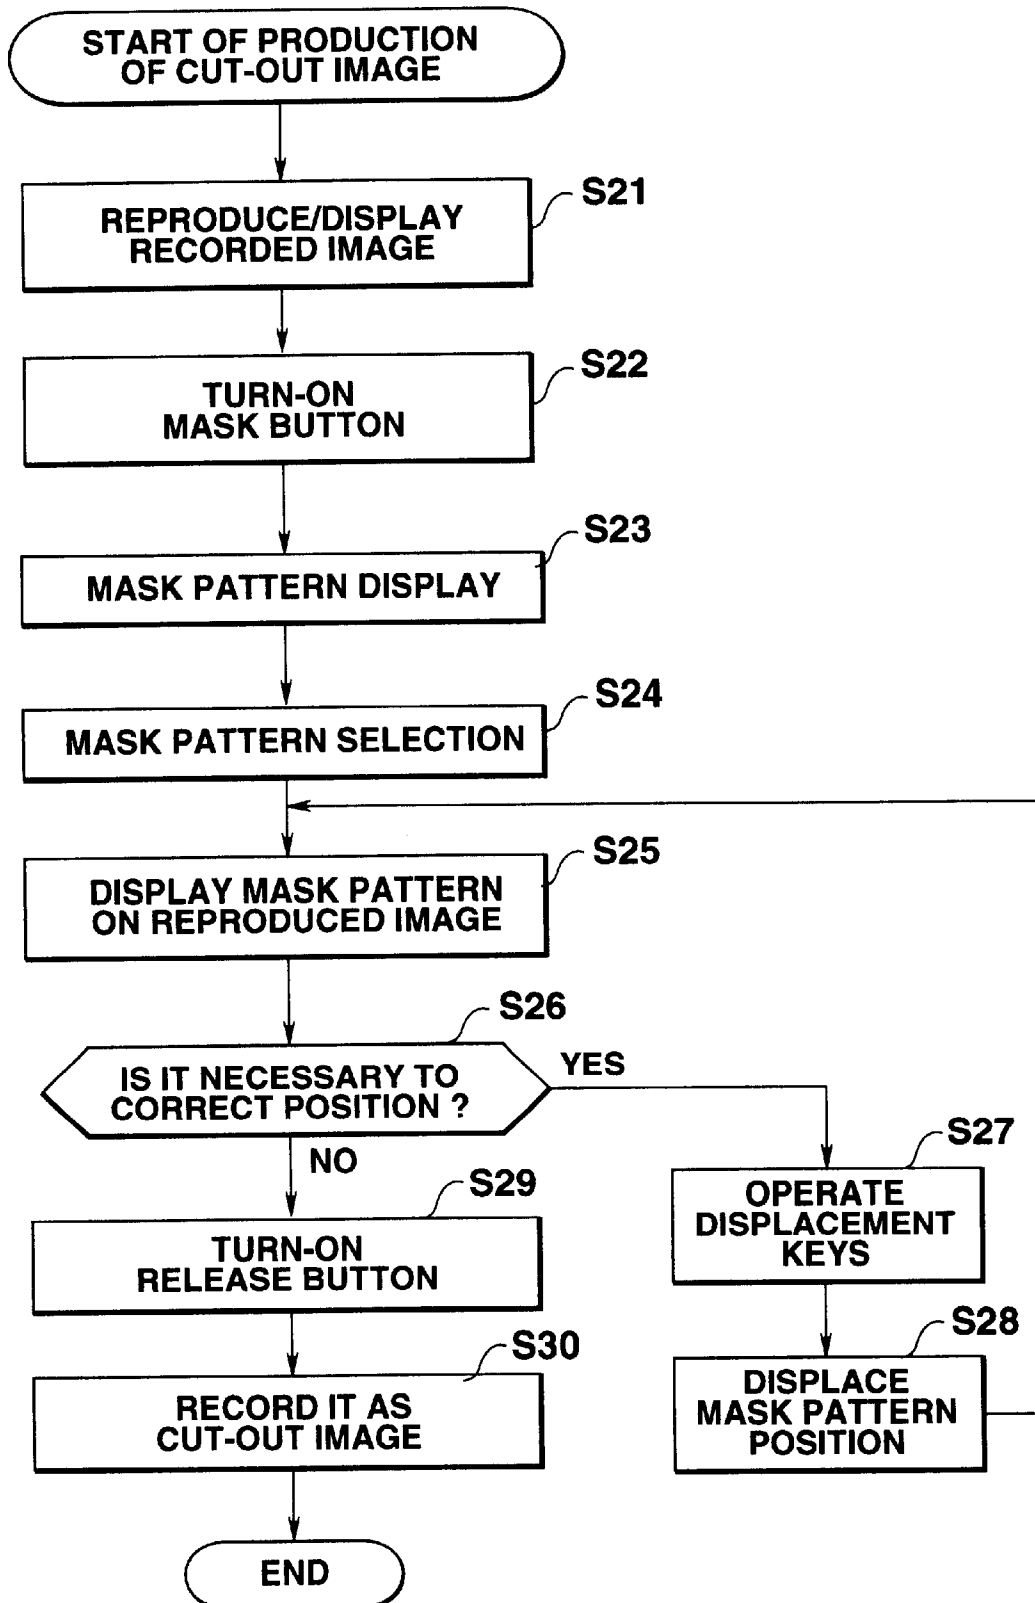 START OF PRODUCTION
OF CUT-OUT IMAGE
S21
REPRODUCE/DISPLAY
RECORDED IMAGE
S22
TURN-ON
MASK BUTTON
S23
MASK PATTERN DISPLAY
S24
MASK PATTERN SELECTION
S25
DISPLAY MASK PATTERN
ON REPRODUCED IMAGE
S26
IS IT NECESSARY TO
CORRECT POSITION ?
YES
NO
S27
OPERATE
DISPLACEMENT
KEYS
S28
DISPLACE
MASK PATTERN
POSITION
S29
TURN-ON
RELEASE BUTTON
S30
RECORD IT AS
CUT-OUT IMAGE
END